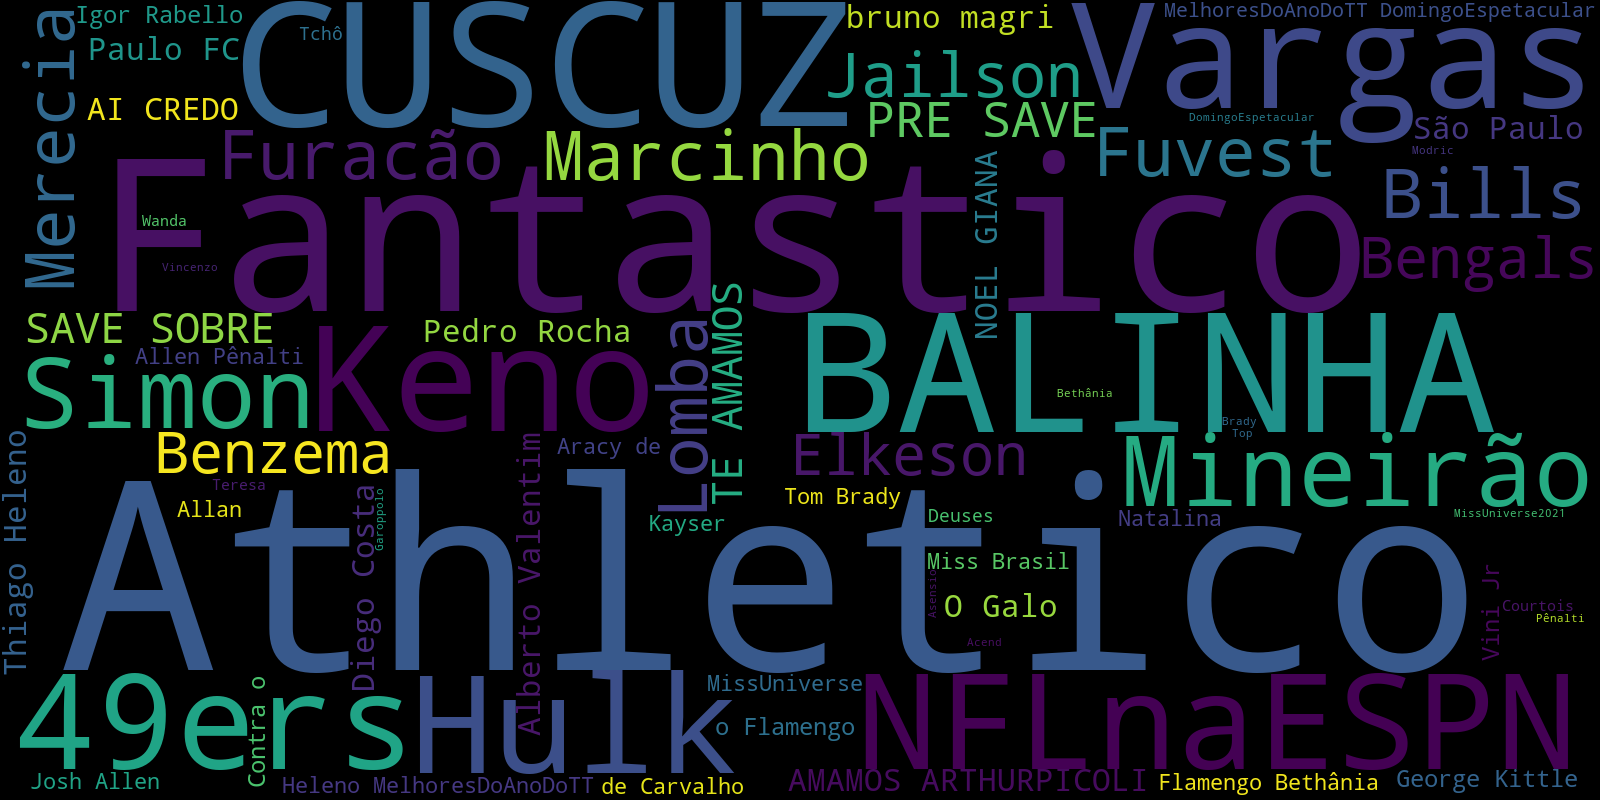 Igor Rabello
Tchô
bruno magri
MelhoresDoAnoDoTT DomingoEspetacular
Merecia
Paulo FC
CUSCUZ
Jailson
Vargas
AI CREDO
PRE SAVE
DomingoEspetacular
São Paulo
Furacão
Marcinho
Fuvest
Modric
Bills
Wanda
Fantastico
NOEL GIANA
Vincenzo
Bengals
SAVE SOBRE
Pedro Rocha
Allen Pênalti
Simon
Keno
Lomba
TE AMAMOS
BALINHA
Bethânia
Brady
Top
Thiago Heleno
Benzema
Aracy de
Elkeson
Mineirão
Teresa
Allan
Garoppolo
Diego Costa
Alberto Valentim
Kayser
Tom Brady
Deuses
Natalina
MissUniverse2021
Athletico
Miss Brasil
Asensio
O Galo
Vini Jr
Courtois
Pênalti
Acend
49ers
Contra o
Hulk
MissUniverse
o Flamengo
NFLnaESPN
Josh Allen
Heleno MelhoresDoAnoDoTT
de Carvalho
AMAMOS ARTHURPICOLI
Flamengo Bethânia
George Kittle